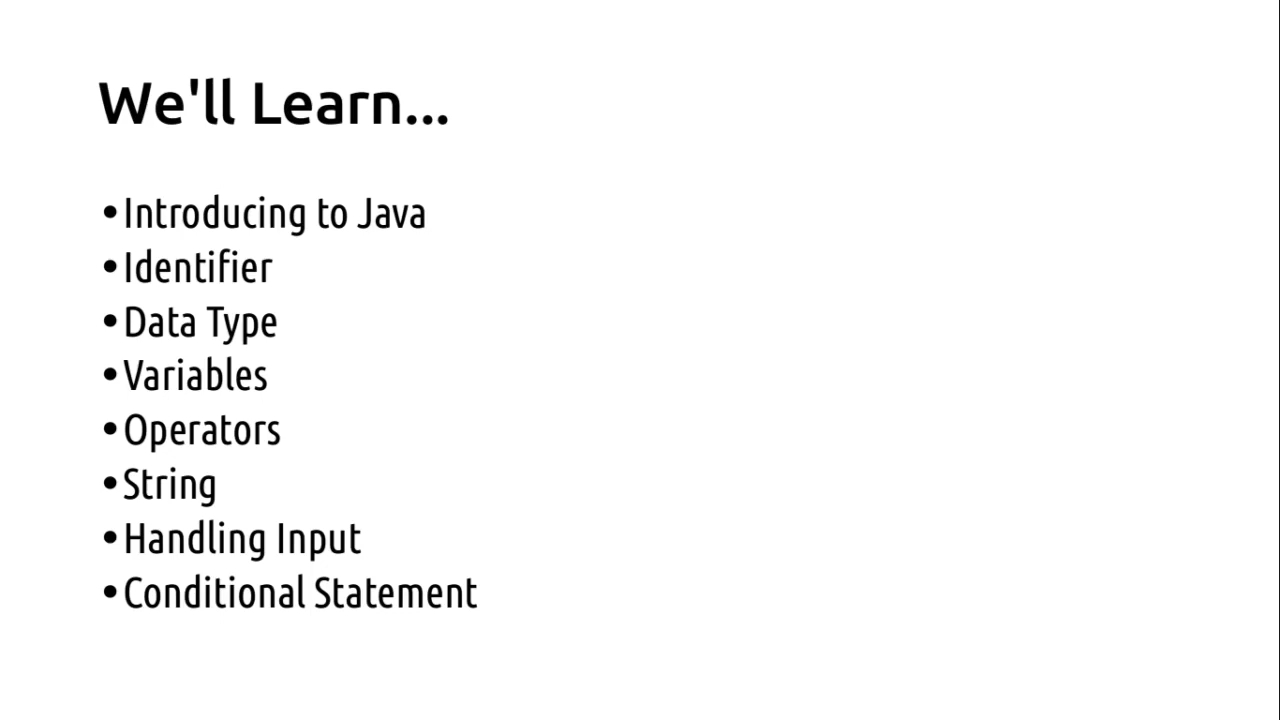 We'll Learn...
•Introducing to Java
•Identifier
•Data Type
•Variables
•Operators
•String
•Handling Input
•Conditional Statement